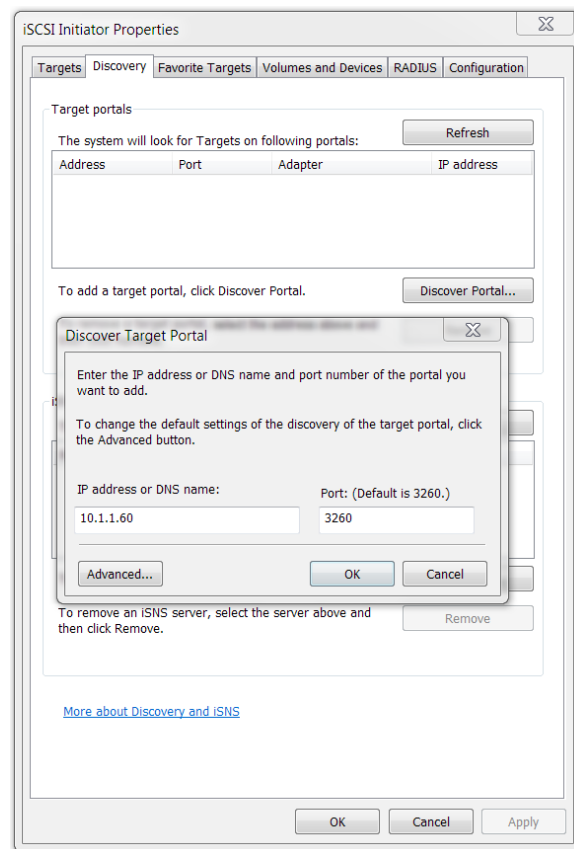 iSCSI Initiator Properties
Targets Discovery Favorite Targets Volumes and Devices RADIUS Configuration
Target portals
The system will look for Targets on following portals:
Refresh
Address Port Adapter IP address
To add a target portal, click Discover Portal.
Discover Portal...
Discover Target Portal
Enter the IP address or DNS name and port number of the portal you
want to add.
To change the default settings of the discovery of the target portal, click
the Advanced button.
IP address or DNS name:
Port: (Default is 3260.)
10.1.1.60
3260
Advanced...
OK
Cancel
To remove an iSNS server, select the server above and
then click Remove.
Remove
More about Discovery and iSNS
OK
Cancel
Apply